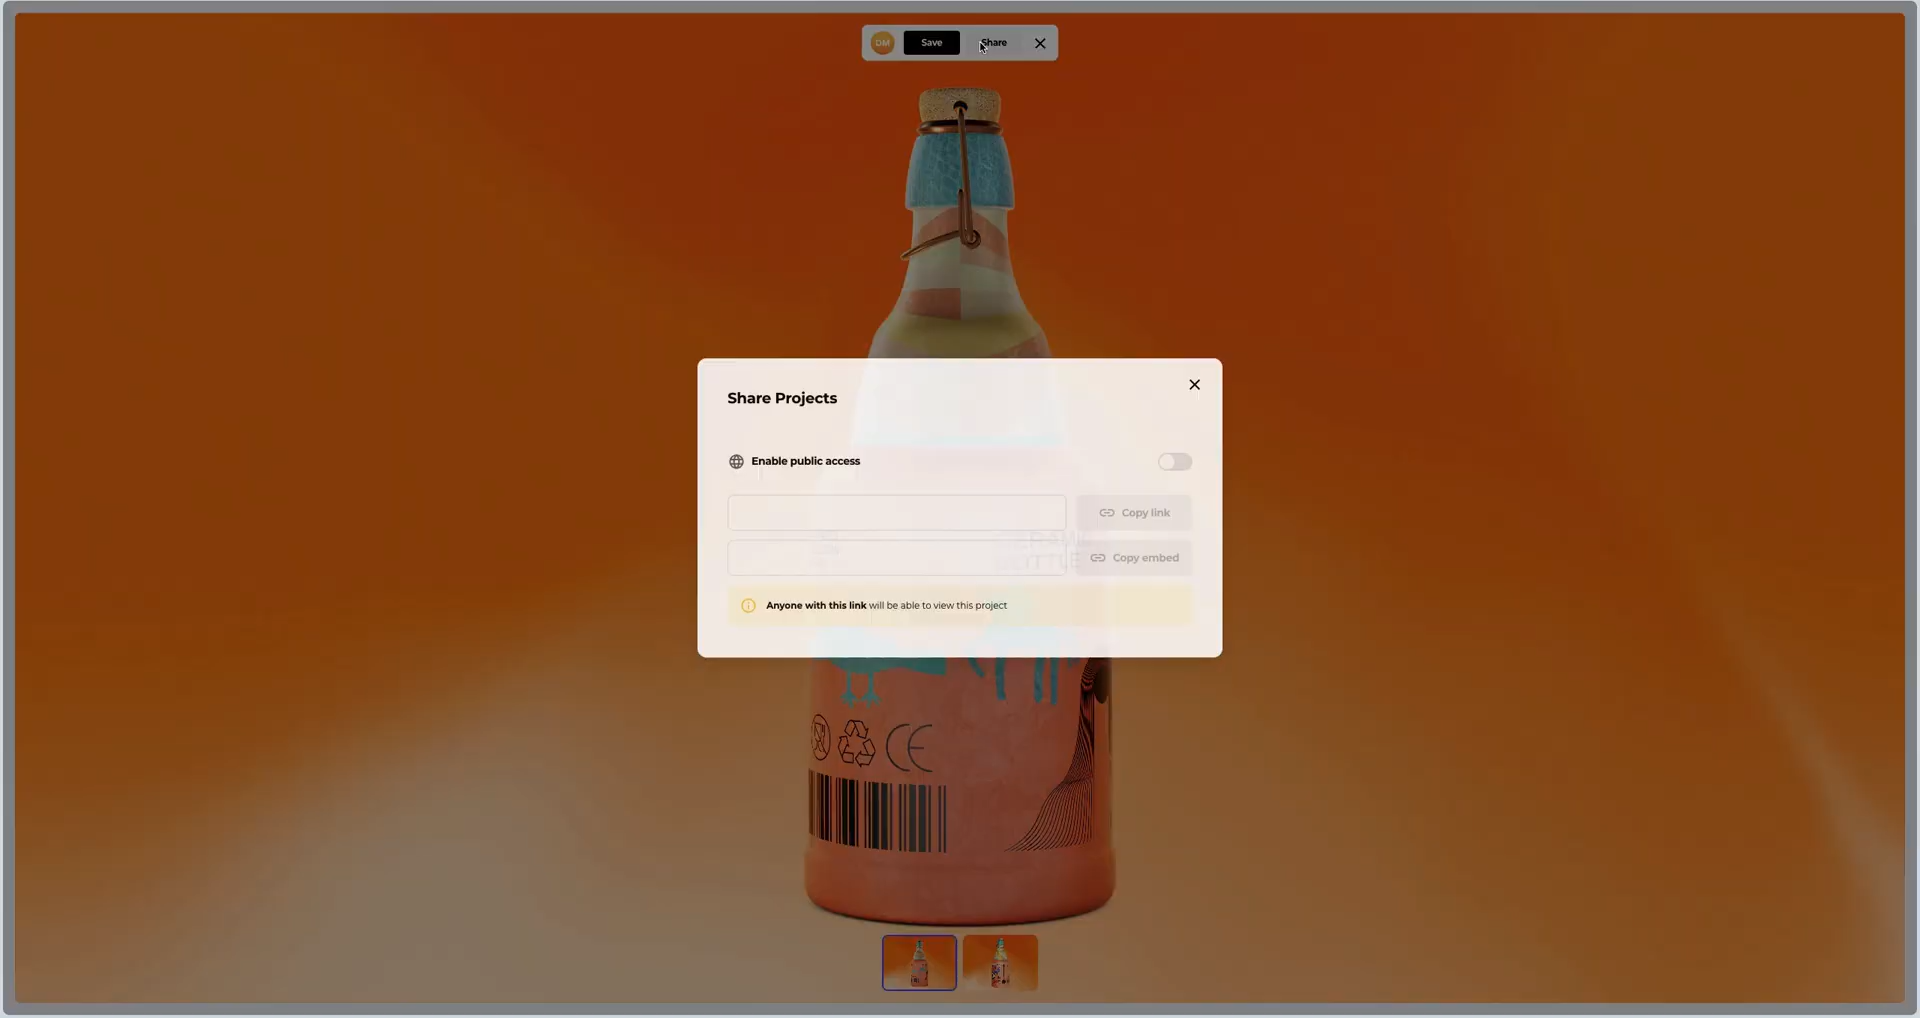 DM
Save
Share
Share Projects
Enable public access
Copy link
Copy embed
Anyone with this link will be able to view this project
CE